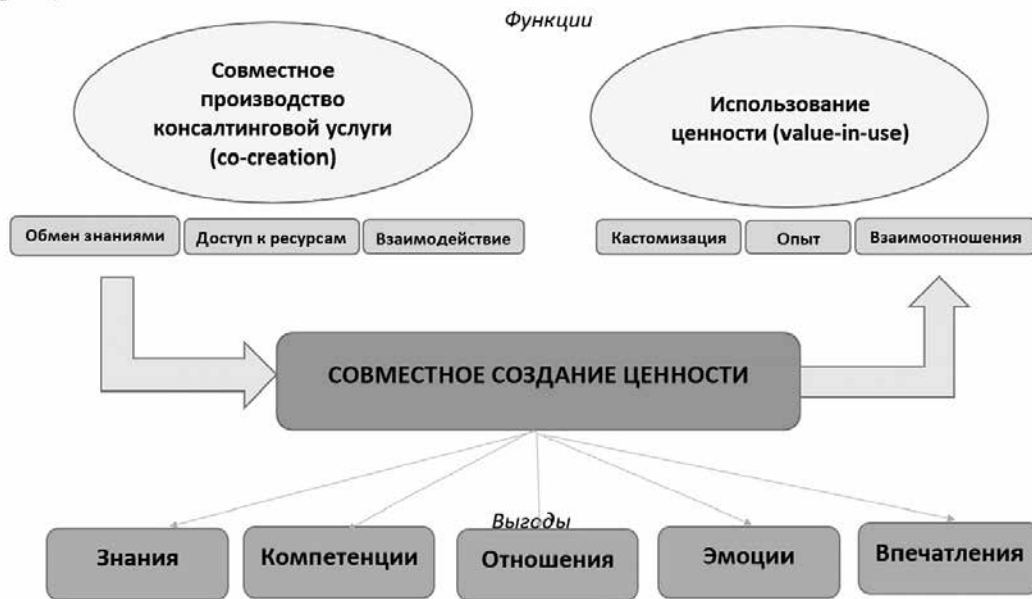 Функции
Совместное
производство
консалтинговой услуги
(co-creation)
Использование
ценности (value-in-use)
Обмен знаниями
Доступ к ресурсам
Взаимодействие
Кастомизация
Опыт
Взаимоотношения
СОВМЕСТНОЕ СОЗДАНИЕ ЦЕННОСТИ
Выгоды
Знания
Компетенции
Отношения
Эмоции
Впечатления